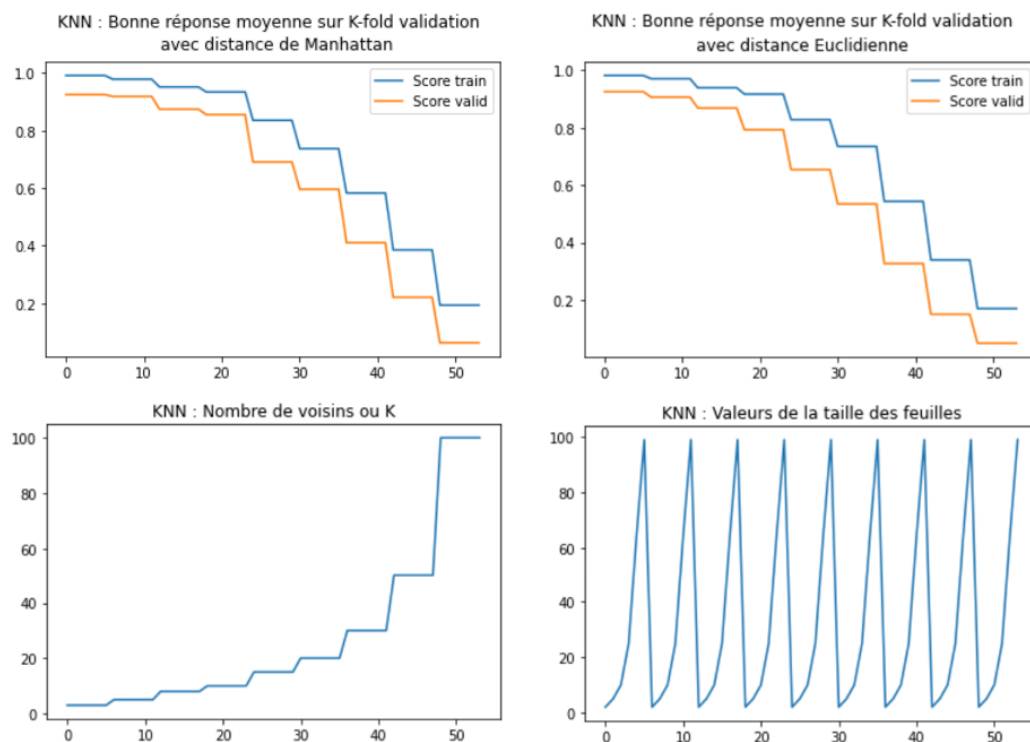 KNN : Bonne réponse moyenne sur K-fold validation
avec distance de Manhattan
1.0
0.8
0.6
0.4
0.2
0 10 20 30 40 50
Score train
Score valid
KNN : Bonne réponse moyenne sur K-fold validation
avec distance Euclidienne
1.0
0.8
0.6
0.4
0.2
0 10 20 30 40 50
Score train
Score valid
KNN : Nombre de voisins ou K
100
80
60
40
20
0
0 10 20 30 40 50
KNN : Valeurs de la taille des feuilles
100
80
60
40
20
0
0 10 20 30 40 50